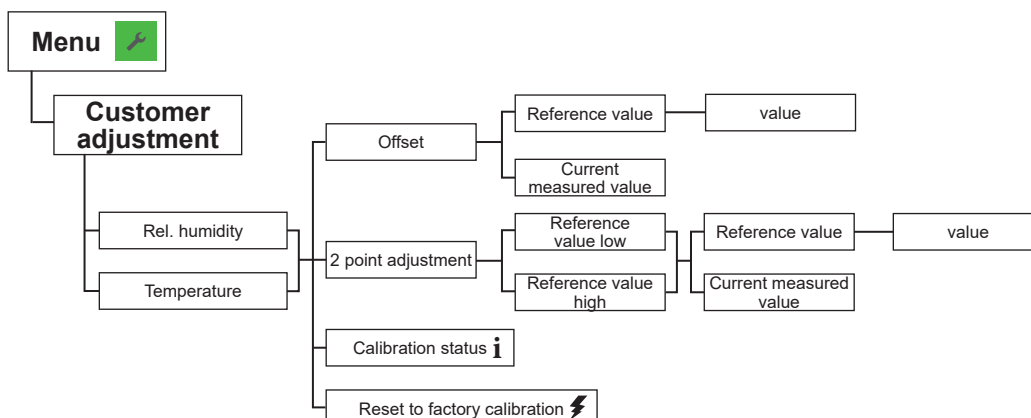 Menu
Customer
adjustment
Rel. humidity
Temperature
Offset
Reference value
value
Current
measured value
2 point adjustment
Reference
value low
Reference value
high
Reference value
value
Current measured
value
Calibration status i
Reset to factory calibration